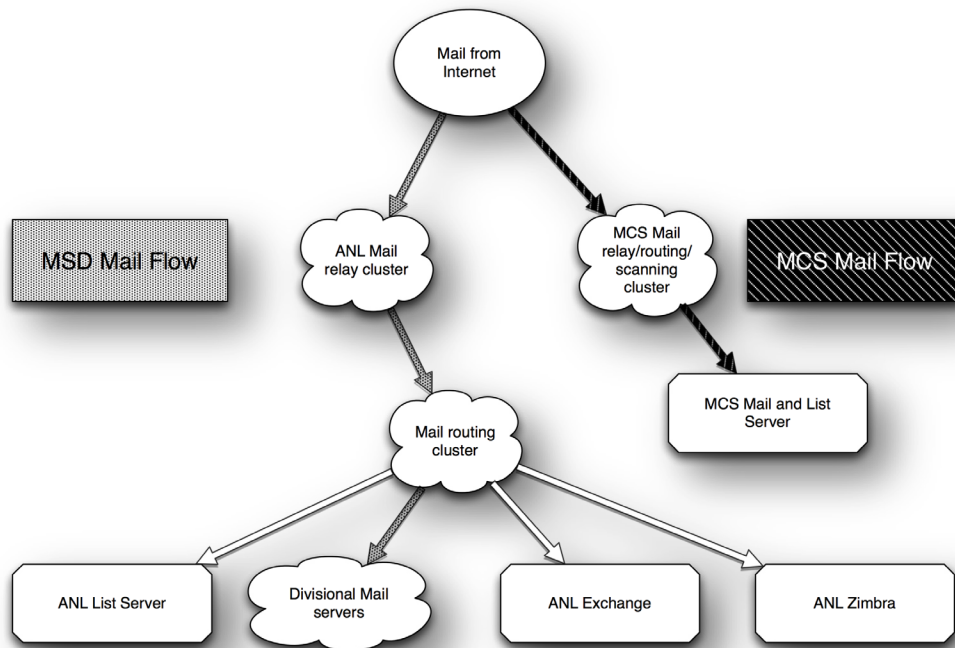 Mail from
Internet
MSD Mail Flow
ANL Mail
relay cluster
MCS Mail
relay/routing/
scanning
cluster
MCS Mail Flow
MCS Mail and List
Server
Mail routing
cluster
ANL List Server
Divisional Mail
servers
ANL Exchange
ANL Zimbra